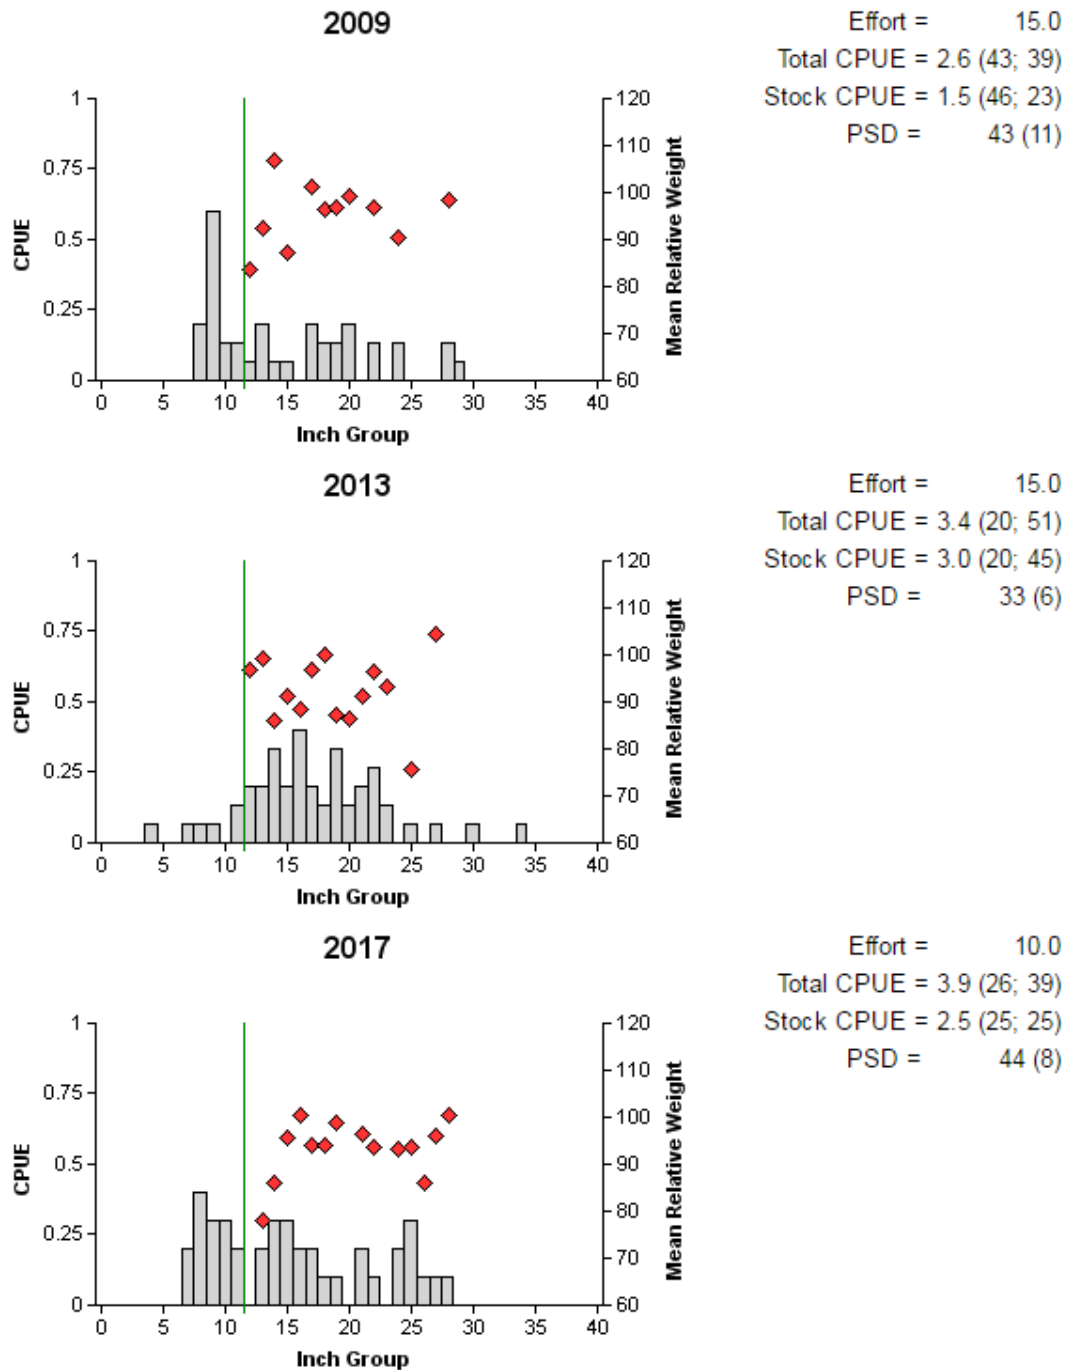 2009
Effort = 15.0
Total CPUE = 2.6 (43; 39)
Stock CPUE = 1.5 (46; 23)
PSD = 43 (11)
1 120
110
0.75 100
0.5 90
80
0.25 70
0 60
CPUE
Mean Relative Weight
0 5 10 15 20 25 30 35 40
Inch Group
2013
Effort = 15.0
Total CPUE = 3.4 (20; 51)
Stock CPUE = 3.0 (20; 45)
PSD = 33 (6)
1 120
110
0.75 100
0.5 90
80
0.25 70
0 60
CPUE
Mean Relative Weight
0 5 10 15 20 25 30 35 40
Inch Group
2017
Effort = 10.0
Total CPUE = 3.9 (26; 39)
Stock CPUE = 2.5 (25; 25)
PSD = 44 (8)
1 120
110
0.75 100
0.5 90
80
0.25 70
0 60
CPUE
Mean Relative Weight
0 5 10 15 20 25 30 35 40
Inch Group